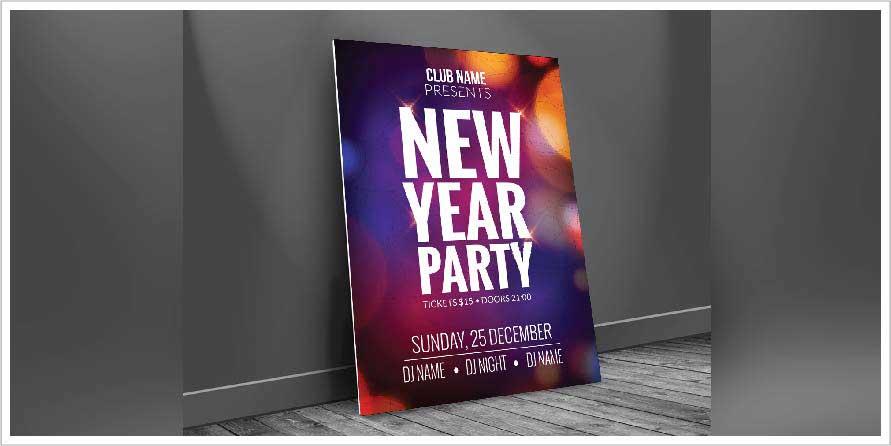 CLUB NAME
PRESENTS
NEW
YEAR
PARTY
TICKETS $15 • DOORS 21:00
SUNDAY, 25 DECEMBER
DJ NAME • DJ NIGHT • DJ NAME